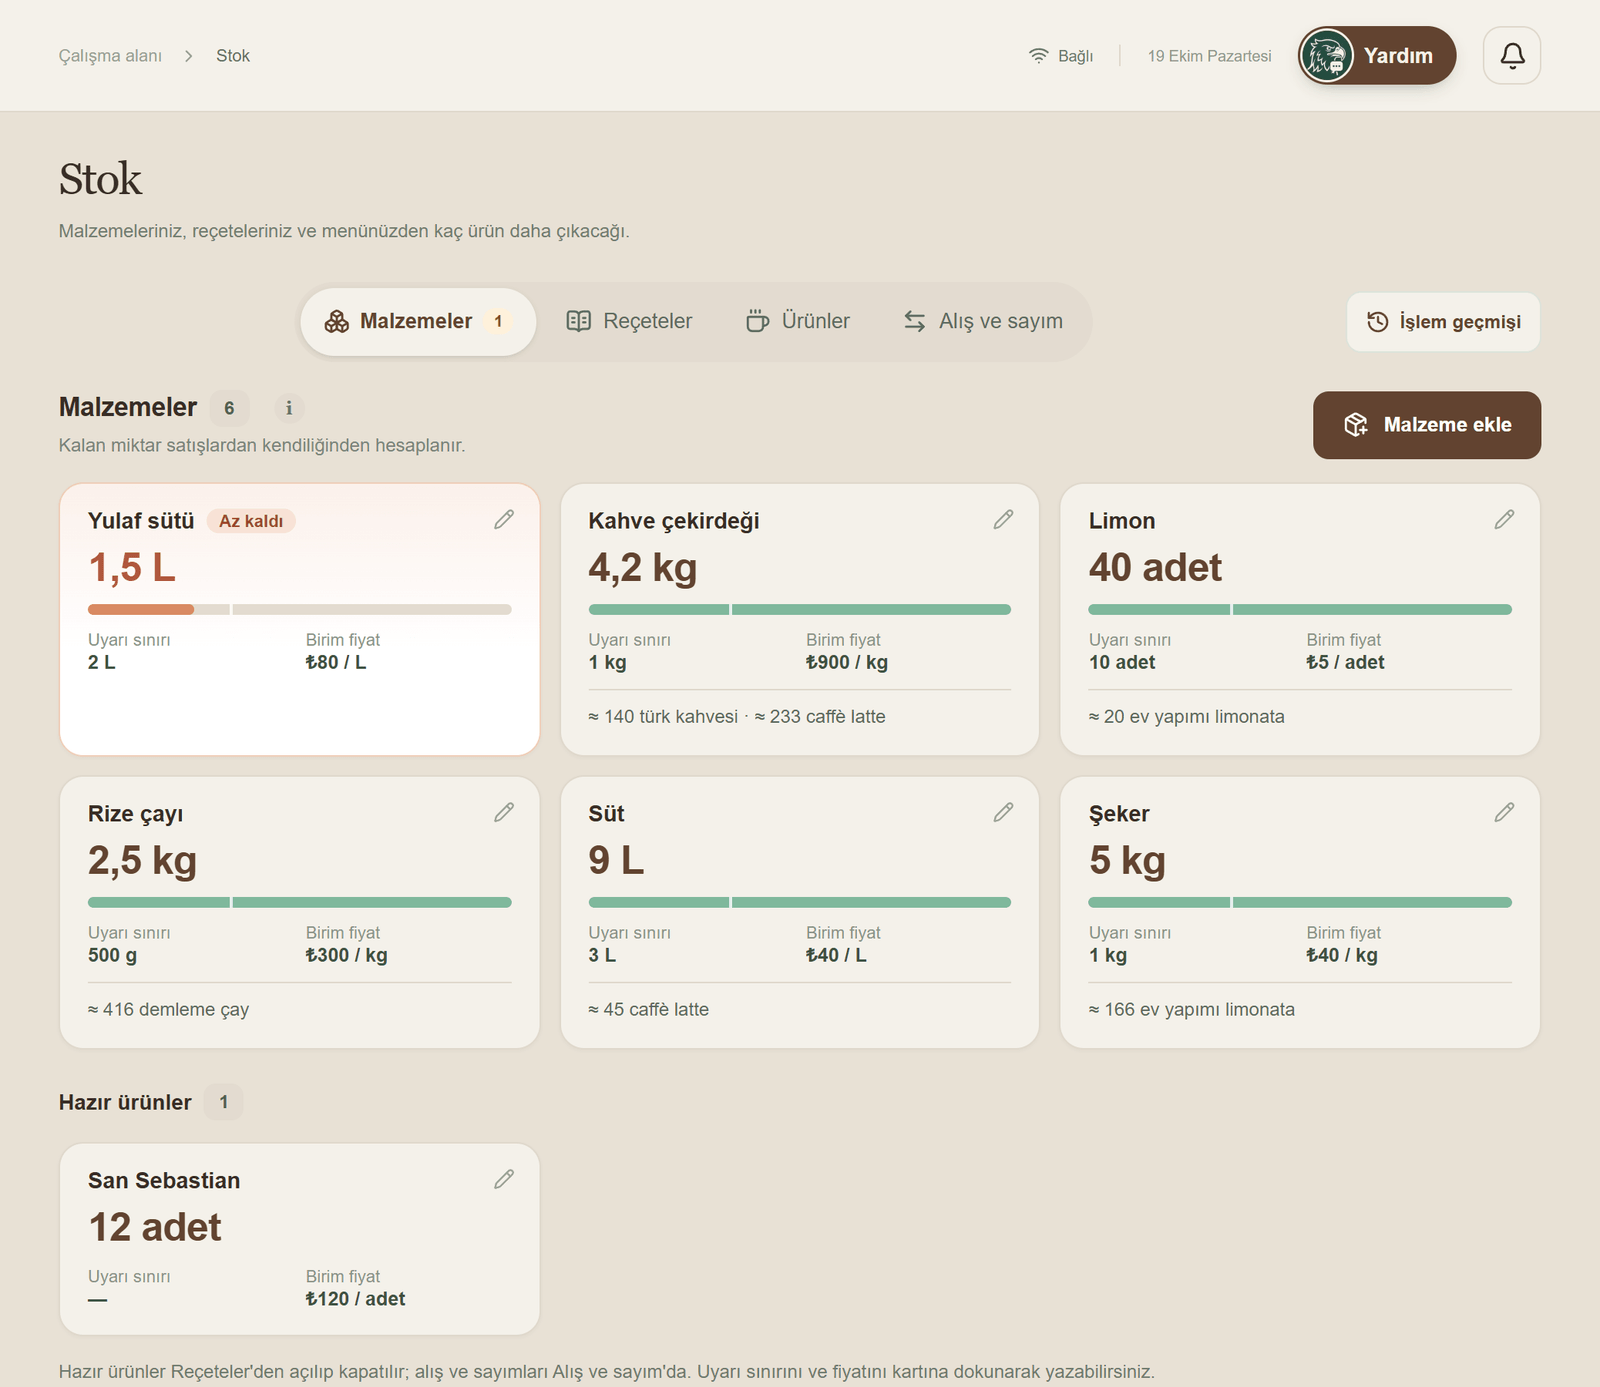 Çalışma alanı > Stok
Bağlı
19 Ekim Pazartesi
Yardım
Stok
Malzemeleriniz, reçeteleriniz ve menünüzden kaç ürün daha çıkacağı.
Malzemeler 1
Reçeteler
Ürünler
Alış ve sayım
İşlem geçmişi
Malzemeler 6 i
Kalan miktar satışlardan kendiliğinden hesaplanır.
Malzeme ekle
Yulaf sütü Az kaldı
1,5 L
Uyarı sınırı Birim fiyat
2 L ₺80 / L
Kahve çekirdeği
4,2 kg
Uyarı sınırı Birim fiyat
1 kg ₺900 / kg
≈ 140 türk kahvesi · ≈ 233 caffè latte
Limon
40 adet
Uyarı sınırı Birim fiyat
10 adet ₺5 / adet
≈ 20 ev yapımı limonata
Rize çayı
2,5 kg
Uyarı sınırı Birim fiyat
500 g ₺300 / kg
≈ 416 demleme çay
Süt
9 L
Uyarı sınırı Birim fiyat
3 L ₺40 / L
≈ 45 caffè latte
Şeker
5 kg
Uyarı sınırı Birim fiyat
1 kg ₺40 / kg
≈ 166 ev yapımı limonata
Hazır ürünler 1
San Sebastian
12 adet
Uyarı sınırı Birim fiyat
— ₺120 / adet
Hazır ürünler Reçeteler'den açılıp kapatılır; alış ve sayımları Alış ve sayım'da. Uyarı sınırını ve fiyatını kartına dokunarak yazabilirsiniz.